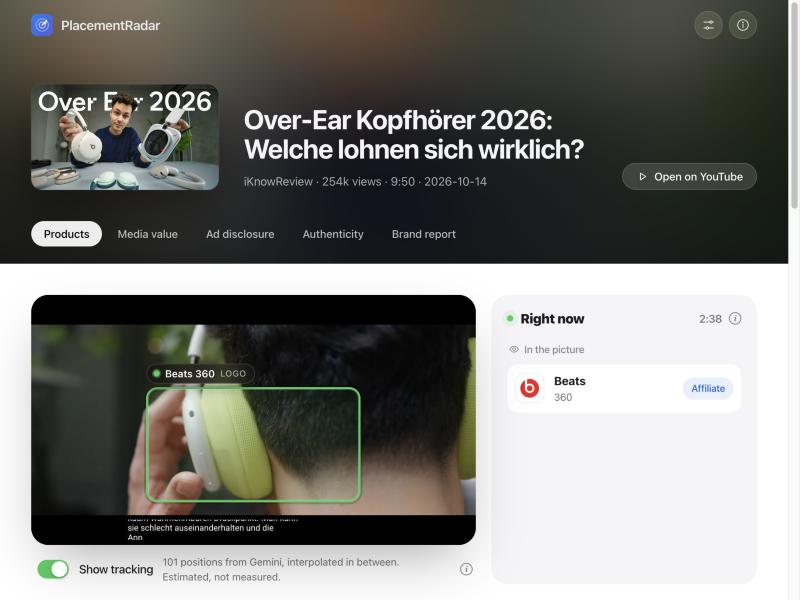 PlacementRadar
Over Ear 2026
Over-Ear Kopfhörer 2026:
Welche lohnen sich wirklich?
iKnowReview · 254k views · 9:50 · 2026-10-14
Open on YouTube
Products
Media value
Ad disclosure
Authenticity
Brand report
Beats 360 LOGO
sie schlecht auseinanderhalten und die
App
Show tracking
101 positions from Gemini, interpolated in between.
Estimated, not measured.
Right now
2:38
In the picture
Beats
360
Affiliate